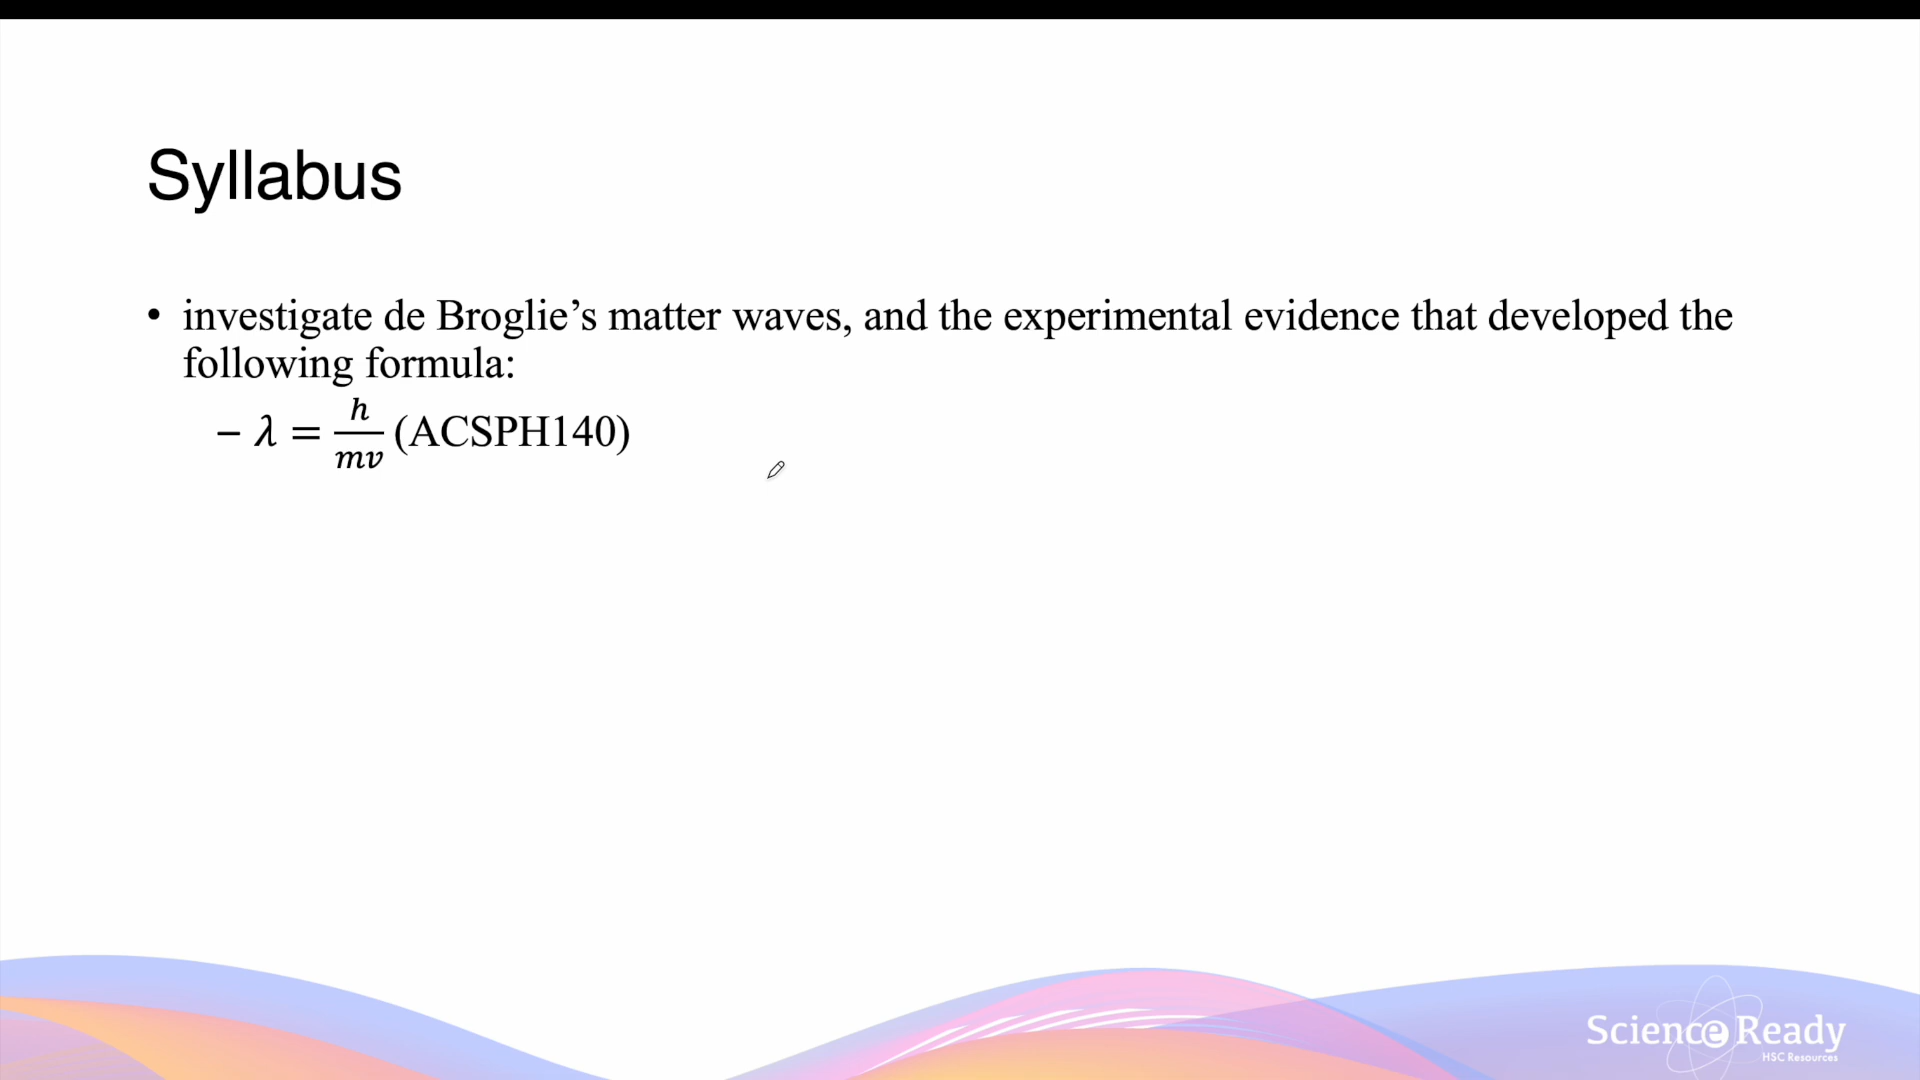 Syllabus
• investigate de Broglie’s matter waves, and the experimental evidence that developed the
following formula:
– λ = h/mv (ACSPH140)
Science Ready
HSC Resources